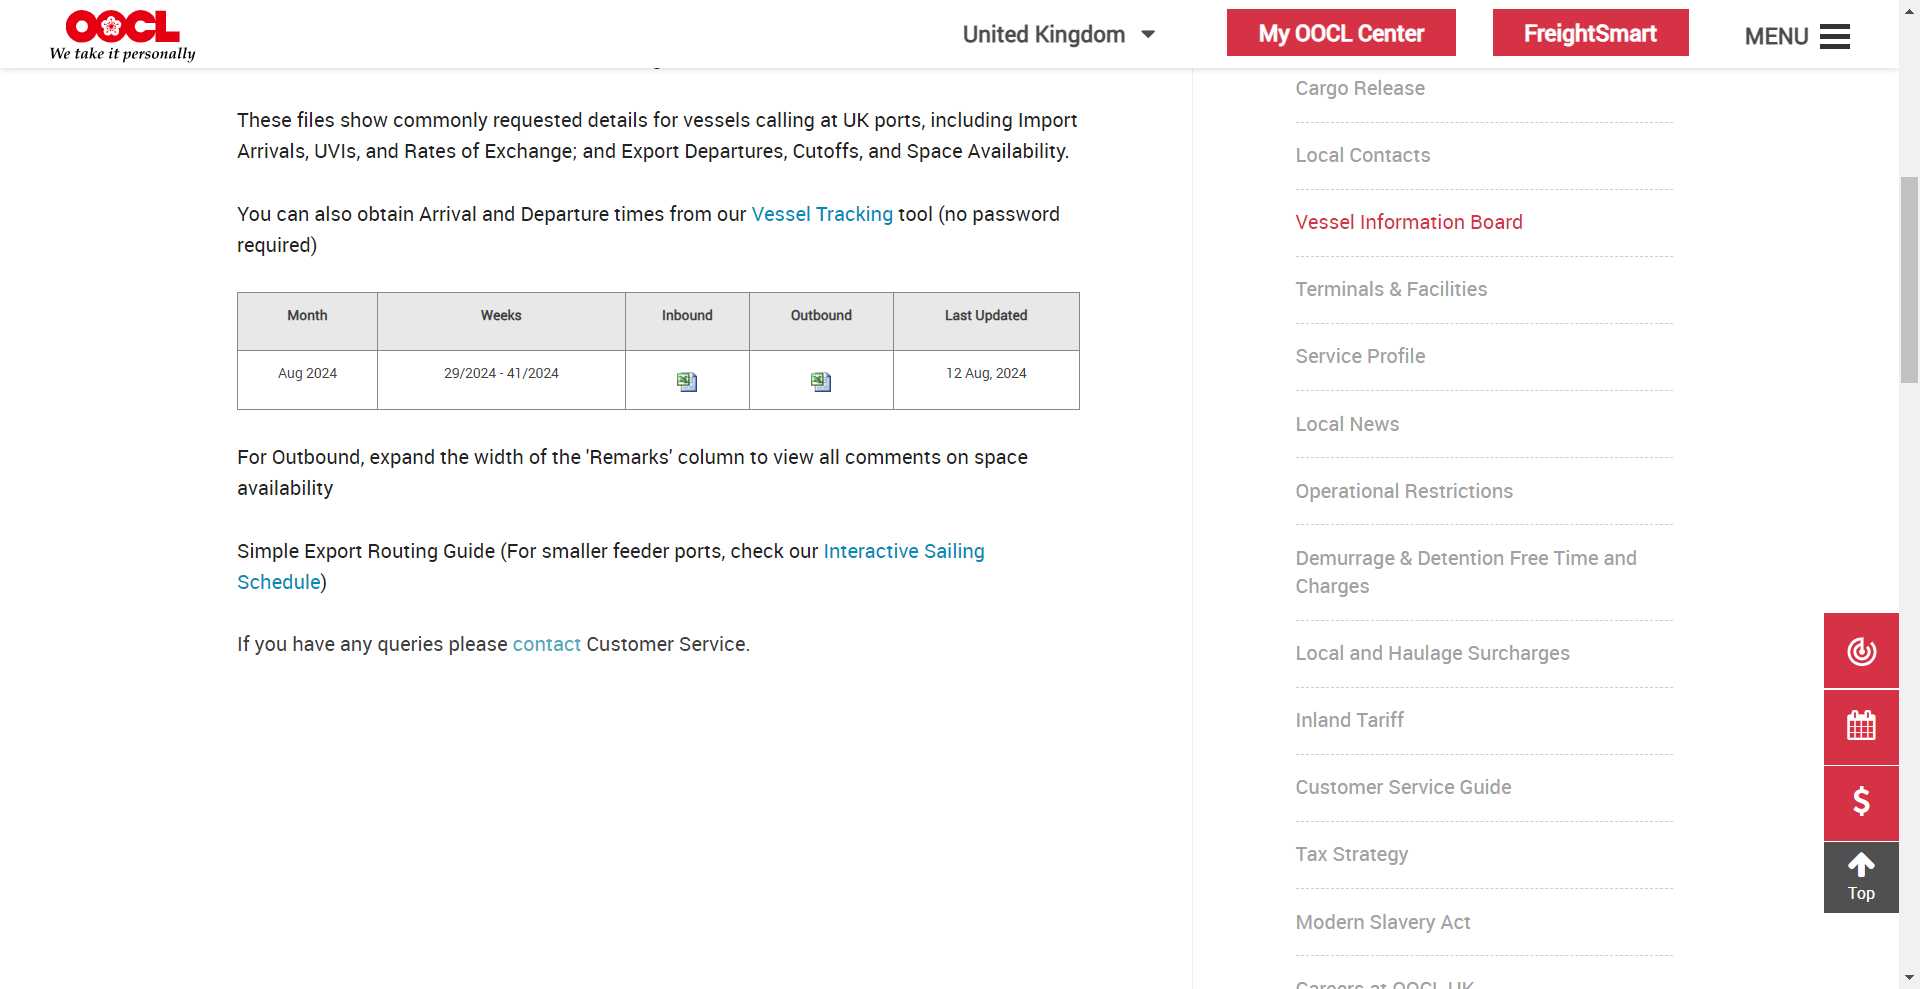 OOCL
We take it personally
United Kingdom
My OOCL Center
FreightSmart
MENU
These files show commonly requested details for vessels calling at UK ports, including Import
Arrivals, UVIs, and Rates of Exchange; and Export Departures, Cutoffs, and Space Availability.
You can also obtain Arrival and Departure times from our Vessel Tracking tool (no password
required)
Month Weeks Inbound Outbound Last Updated
Aug 2024 29/2024 - 41/2024 12 Aug, 2024
For Outbound, expand the width of the 'Remarks' column to view all comments on space
availability
Simple Export Routing Guide (For smaller feeder ports, check our Interactive Sailing
Schedule)
If you have any queries please contact Customer Service.
Cargo Release
Local Contacts
Vessel Information Board
Terminals & Facilities
Service Profile
Local News
Operational Restrictions
Demurrage & Detention Free Time and
Charges
Local and Haulage Surcharges
Inland Tariff
Customer Service Guide
Tax Strategy
Modern Slavery Act
Careers at OOCL UK
Top